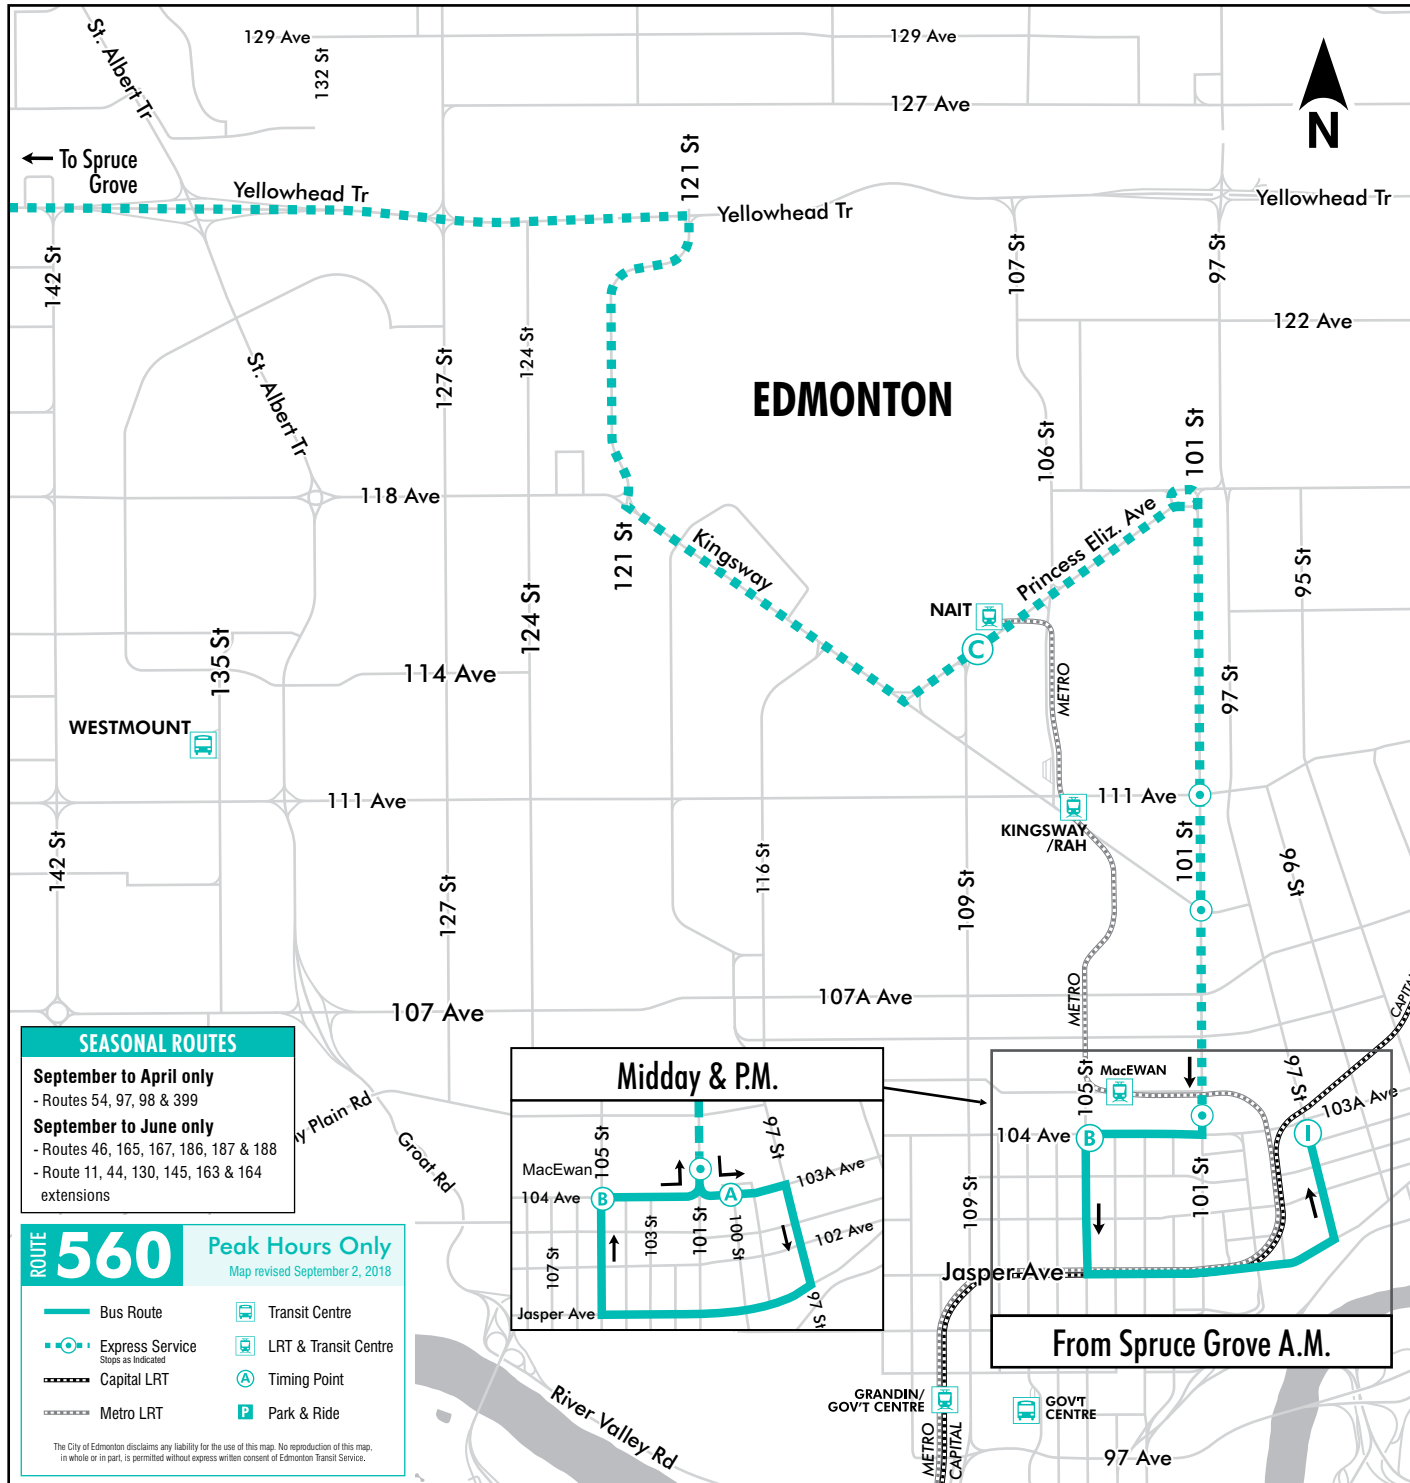 129 Ave
129 Ave
St. Albert Tr
132 St
127 Ave
N
To Spruce
Grove
Yellowhead Tr
121 St
Yellowhead Tr
Yellowhead Tr
142 St
107 St
97 St
122 Ave
St. Albert Tr
127 St
124 St
EDMONTON
106 St
101 St
118 Ave
121 St
Kingsway
Princess Eliz. Ave
95 St
NAIT
C
124 St
135 St
114 Ave
METRO
97 St
WESTMOUNT
111 Ave
111 Ave
KINGSWAY
/RAH
142 St
127 St
116 St
109 St
101 St
96 St
107 Ave
107A Ave
METRO
CAPITAL
SEASONAL ROUTES
September to April only
- Routes 54, 97, 98 & 399
September to June only
- Routes 46, 165, 167, 186, 187 & 188
- Route 11, 44, 130, 145, 163 & 164
extensions
ny Plain Rd
Groat Rd
Midday & P.M.
105 St
97 St
MacEwan
103A Ave
104 Ave
B
A
103 St
101 St
100 St
102 Ave
107 St
Jasper Ave
97 St
105 St
MacEWAN
97 St
103A Ave
104 Ave
B
I
101 St
109 St
Jasper Ave
From Spruce Grove A.M.
ROUTE
560
Peak Hours Only
Map revised September 2, 2018
Bus Route
Transit Centre
Express Service
Stops as Indicated
LRT & Transit Centre
Capital LRT
A
Timing Point
Metro LRT
P
Park & Ride
The City of Edmonton disclaims any liability for the use of this map. No reproduction of this map,
in whole or in part, is permitted without express written consent of Edmonton Transit Service.
River Valley Rd
GRANDIN/
GOV'T CENTRE
GOV'T
CENTRE
METRO
CAPITAL
97 Ave